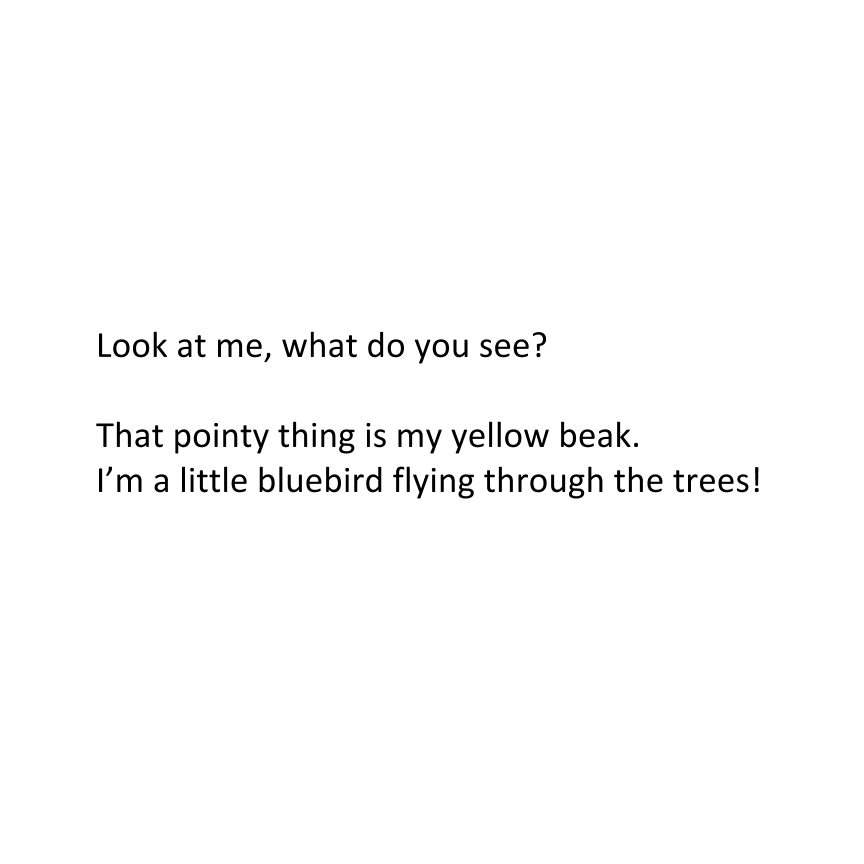 Look at me, what do you see?
That pointy thing is my yellow beak.
I’m a little bluebird flying through the trees!